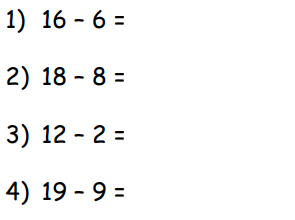 1) 16 – 6 =
2) 18 – 8 =
3) 12 – 2 =
4) 19 – 9 =